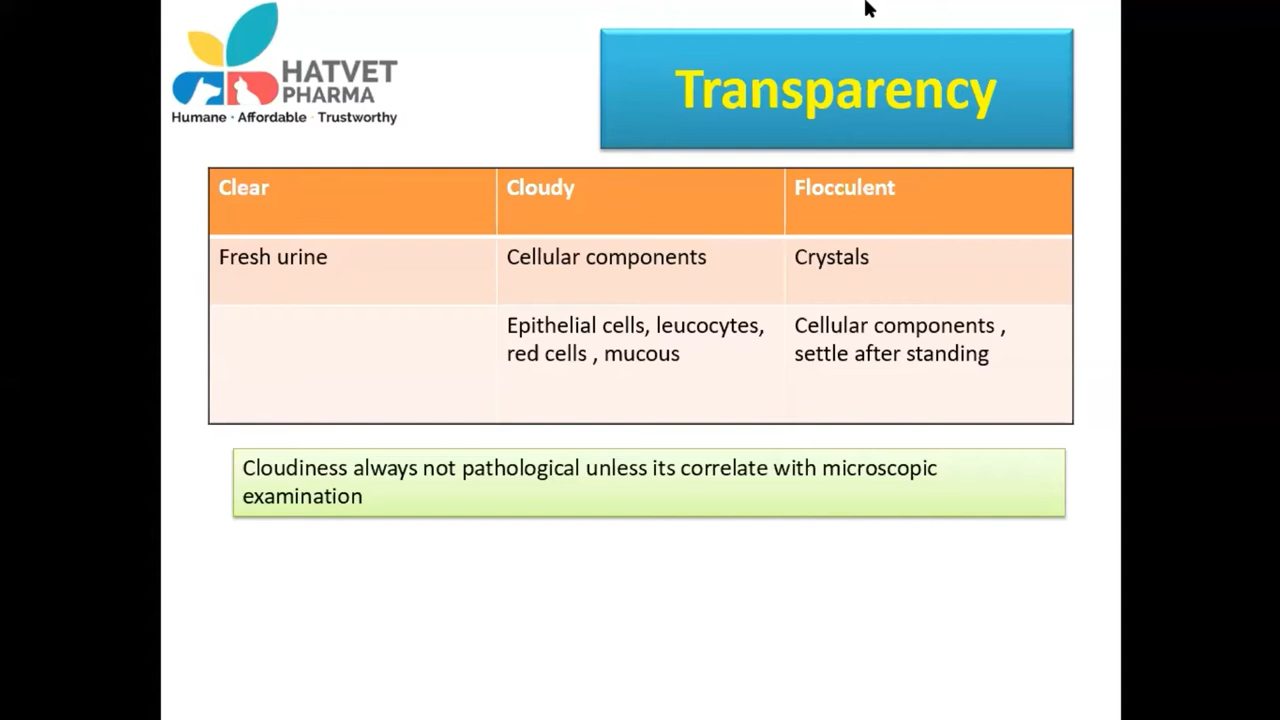 HATVET
PHARMA
Humane · Affordable · Trustworthy
Transparency
Clear
Cloudy
Flocculent
Fresh urine
Cellular components
Crystals
Epithelial cells, leucocytes,
red cells , mucous
Cellular components ,
settle after standing
Cloudiness always not pathological unless its correlate with microscopic
examination